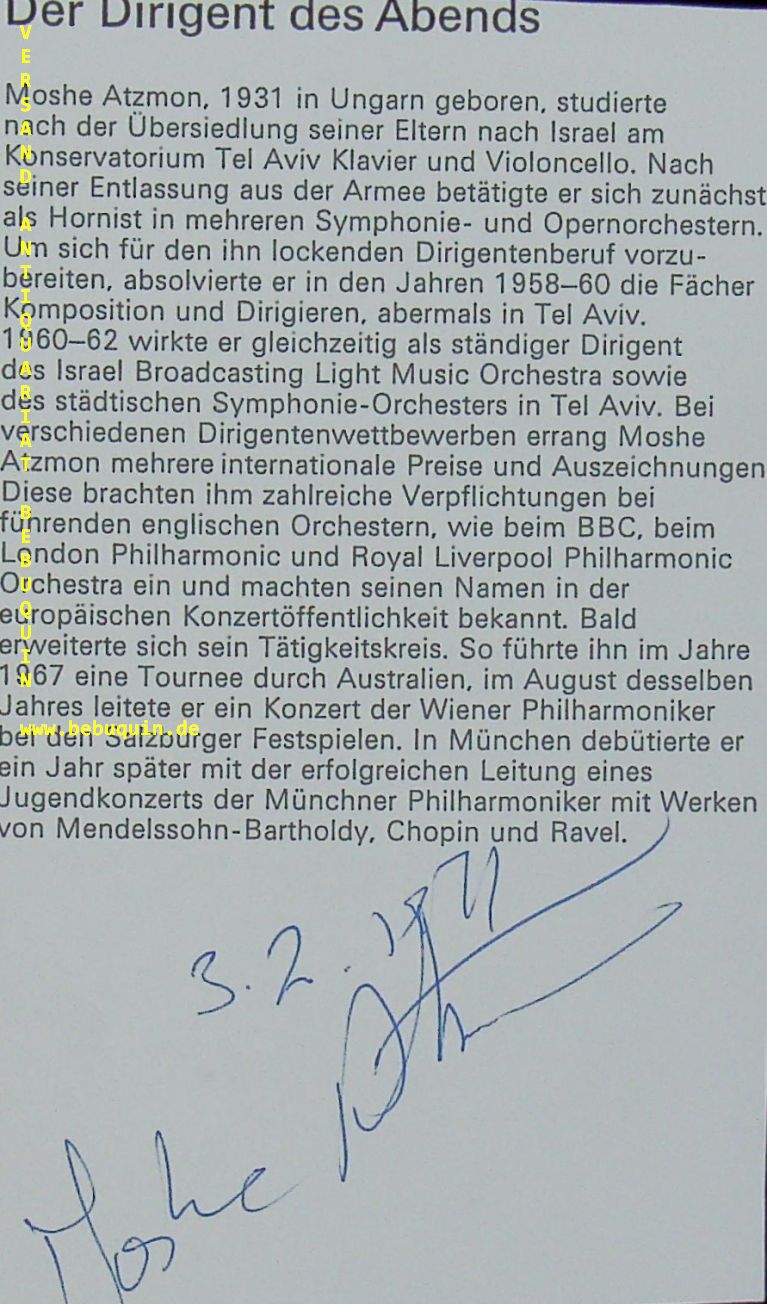 Der Dirigent des Abends
Moshe Atzmon, 1931 in Ungarn geboren, studierte
nach der Übersiedlung seiner Eltern nach Israel am
Konservatorium Tel Aviv Klavier und Violoncello. Nach
seiner Entlassung aus der Armee betätigte er sich zunächst
als Hornist in mehreren Symphonie- und Opernorchestern.
Um sich für den ihn lockenden Dirigentenberuf vorzu-
bereiten, absolvierte er in den Jahren 1958–60 die Fächer
Komposition und Dirigieren, abermals in Tel Aviv.
1960–62 wirkte er gleichzeitig als ständiger Dirigent
des Israel Broadcasting Light Music Orchestra sowie
des städtischen Symphonie-Orchesters in Tel Aviv. Bei
verschiedenen Dirigentenwettbewerben errang Moshe
Atzmon mehrere internationale Preise und Auszeichnungen
Diese brachten ihm zahlreiche Verpflichtungen bei
führenden englischen Orchestern, wie beim BBC, beim
London Philharmonic und Royal Liverpool Philharmonic
Orchestra ein und machten seinen Namen in der
europäischen Konzertöffentlichkeit bekannt. Bald
erweiterte sich sein Tätigkeitskreis. So führte ihn im Jahre
1967 eine Tournee durch Australien, im August desselben
Jahres leitete er ein Konzert der Wiener Philharmoniker
bei den Salzburger Festspielen. In München debütierte er
ein Jahr später mit der erfolgreichen Leitung eines
Jugendkonzerts der Münchner Philharmoniker mit Werken
von Mendelssohn-Bartholdy, Chopin und Ravel.
3.2.1971
Moshe Atzmon
VERSAND ANTIQUARIAT BEBUQUIN
www.bebuquin.de